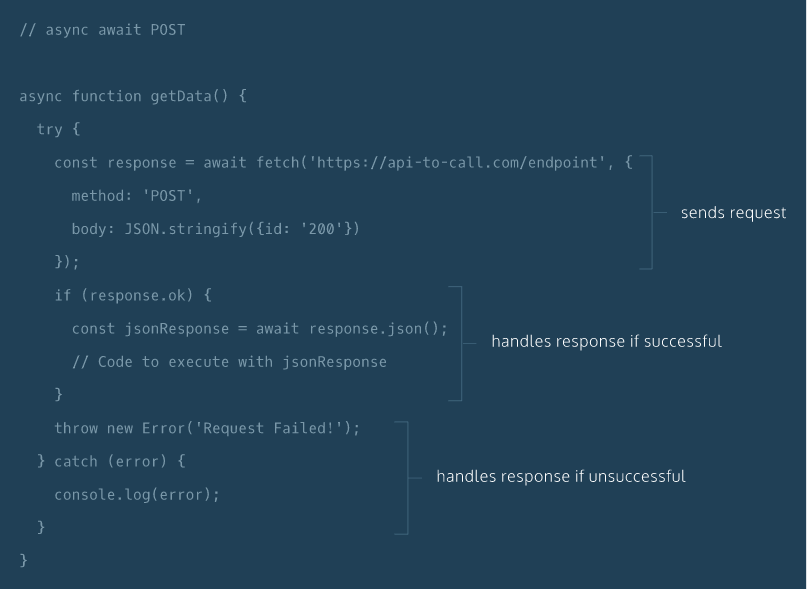 // async await POST
async function getData() {
try {
const response = await fetch('https://api-to-call.com/endpoint', {
method: 'POST',
sends request
body: JSON.stringify({id: '200'})
});
if (response.ok) {
const jsonResponse = await response.json();
handles response if successful
// Code to execute with jsonResponse
}
throw new Error('Request Failed!');
} catch (error) {
handles response if unsuccessful
console.log(error);
}
}